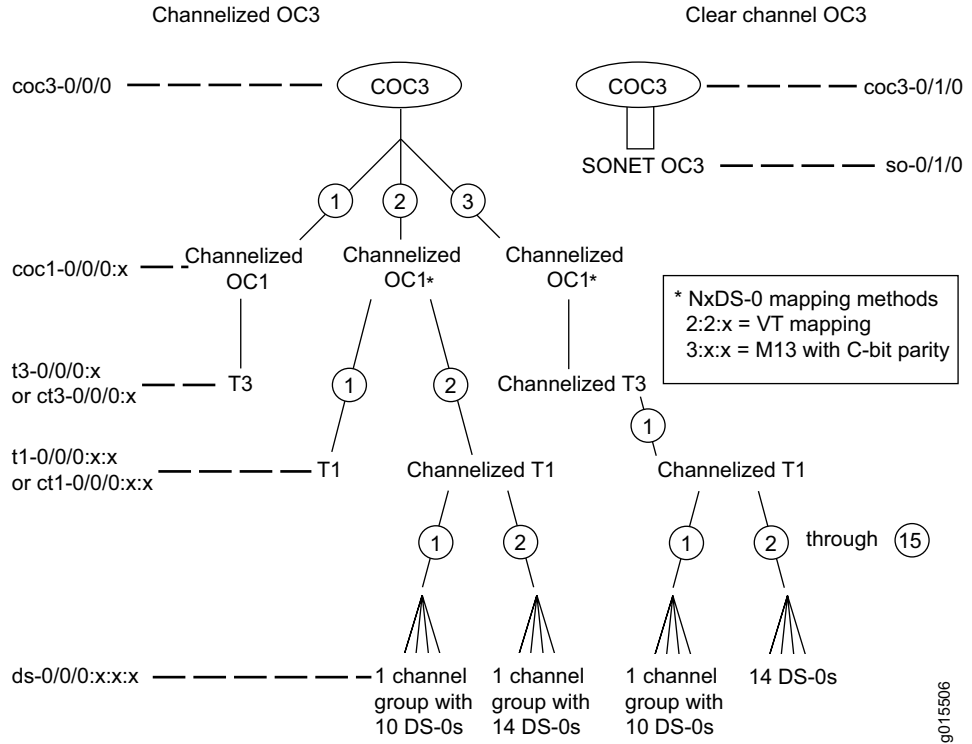 Channelized OC3
Clear channel OC3
coc3-0/0/0
COC3
COC3
coc3-0/1/0
SONET OC3
so-0/1/0
1
2
3
coc1-0/0/0:x
Channelized
OC1
Channelized
OC1*
Channelized
OC1*
* NxDS-0 mapping methods
2:2:x = VT mapping
3:x:x = M13 with C-bit parity
t3-0/0/0:x
or ct3-0/0/0:x
T3
1
2
Channelized T3
1
t1-0/0/0:x:x
or ct1-0/0/0:x:x
T1
Channelized T1
Channelized T1
1
2
1
2
through
15
ds-0/0/0:x:x:x
1 channel
group with
10 DS-0s
1 channel
group with
14 DS-0s
1 channel
group with
10 DS-0s
14 DS-0s
g015506